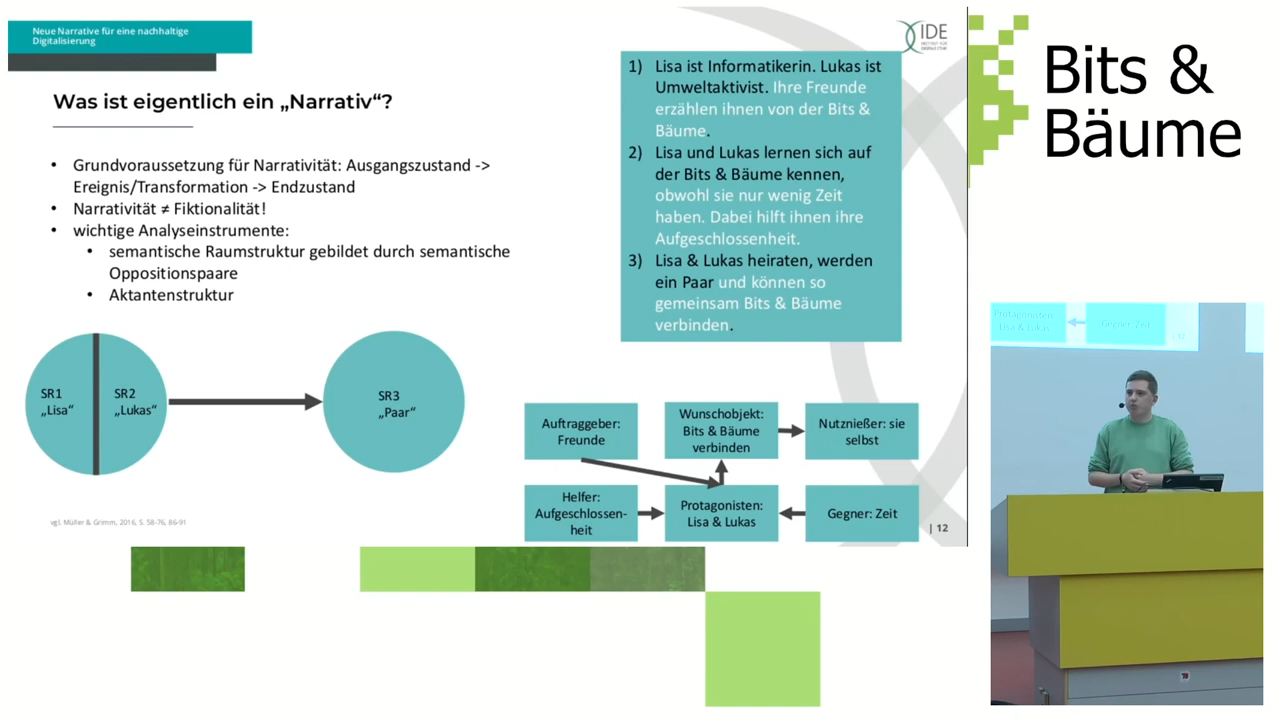 Neue Narrative für eine nachhaltige
Digitalisierung
IDE
Bits &
Bäume
Was ist eigentlich ein „Narrativ“?
• Grundvoraussetzung für Narrativität: Ausgangszustand ->
Ereignis/Transformation -> Endzustand
• Narrativität ≠ Fiktionalität!
• wichtige Analyseinstrumente:
• semantische Raumstruktur gebildet durch semantische
Oppositionspaare
• Aktantenstruktur
1) Lisa ist Informatikerin. Lukas ist
Umweltaktivist. Ihre Freunde
erzählen ihnen von der Bits &
Bäume.
2) Lisa und Lukas lernen sich auf
der Bits & Bäume kennen,
obwohl sie nur wenig Zeit
haben. Dabei hilft ihnen ihre
Aufgeschlossenheit.
3) Lisa & Lukas heiraten, werden
ein Paar und können so
gemeinsam Bits & Bäume
verbinden.
SR1
„Lisa“
SR2
„Lukas“
SR3
„Paar“
Auftraggeber:
Freunde
Wunschobjekt:
Bits & Bäume
verbinden
Nutznießer: sie
selbst
Helfer:
Aufgeschlossen-
heit
Protagonisten:
Lisa & Lukas
Gegner: Zeit
vgl. Müller & Grimm, 2016, S. 58-76, 86-91
| 12
Protagonisten:
Lisa & Lukas
Gegner: Zeit